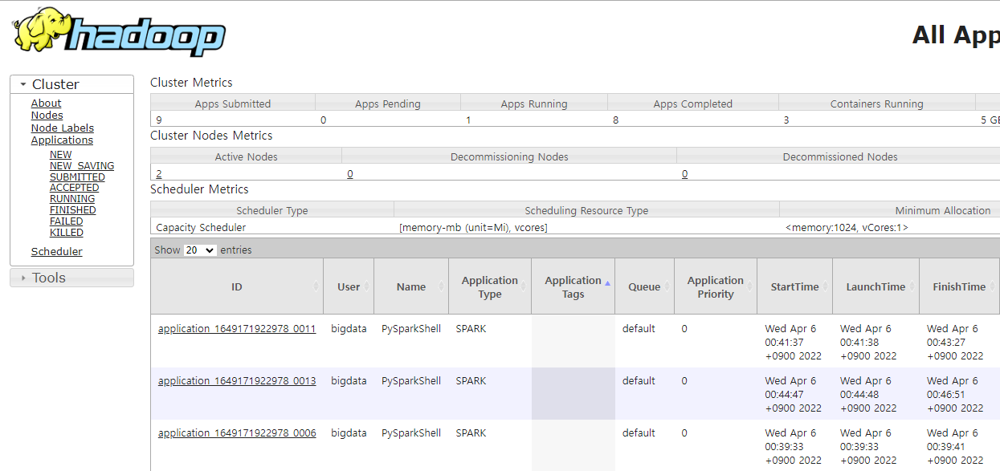 hadoop
All App
Cluster
About
Nodes
Node Labels
Applications
NEW
NEW_SAVING
SUBMITTED
ACCEPTED
RUNNING
FINISHED
FAILED
KILLED
Scheduler
Tools
Cluster Metrics
Apps Submitted Apps Pending Apps Running Apps Completed Containers Running
9 0 1 8 3 5 GB
Cluster Nodes Metrics
Active Nodes Decommissioning Nodes Decommissioned Nodes
2 0 0
Scheduler Metrics
Scheduler Type Scheduling Resource Type Minimum Allocation
Capacity Scheduler [memory-mb (unit=Mi), vcores] <memory:1024, vCores:1>
Show 20 entries
ID User Name Application Type Application Tags Queue Application Priority StartTime LaunchTime FinishTime
application_1649171922978_0011 bigdata PySparkShell SPARK default 0 Wed Apr 6 Wed Apr 6 Wed Apr 6
00:41:37 00:41:38 00:43:27
+0900 2022 +0900 2022 +0900 2022
application_1649171922978_0013 bigdata PySparkShell SPARK default 0 Wed Apr 6 Wed Apr 6 Wed Apr 6
00:44:47 00:44:48 00:46:51
+0900 2022 +0900 2022 +0900 2022
application_1649171922978_0006 bigdata PySparkShell SPARK default 0 Wed Apr 6 Wed Apr 6 Wed Apr 6
00:39:33 00:39:33 00:39:41
+0900 2022 +0900 2022 +0900 2022